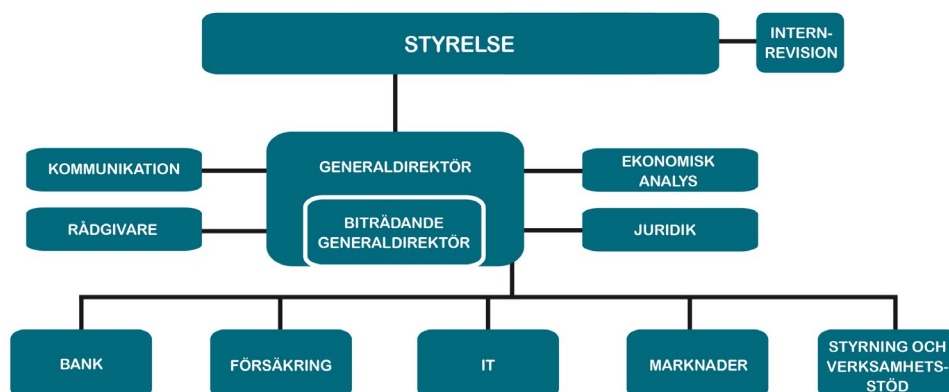 STYRELSE
INTERN-
REVISION
KOMMUNIKATION
GENERALDIREKTÖR
EKONOMISK
ANALYS
RÅDGIVARE
BITRÄDANDE
GENERALDIREKTÖR
JURIDIK
BANK
FÖRSÄKRING
IT
MARKNADER
STYRNING OCH
VERKSAMHETS-
STÖD